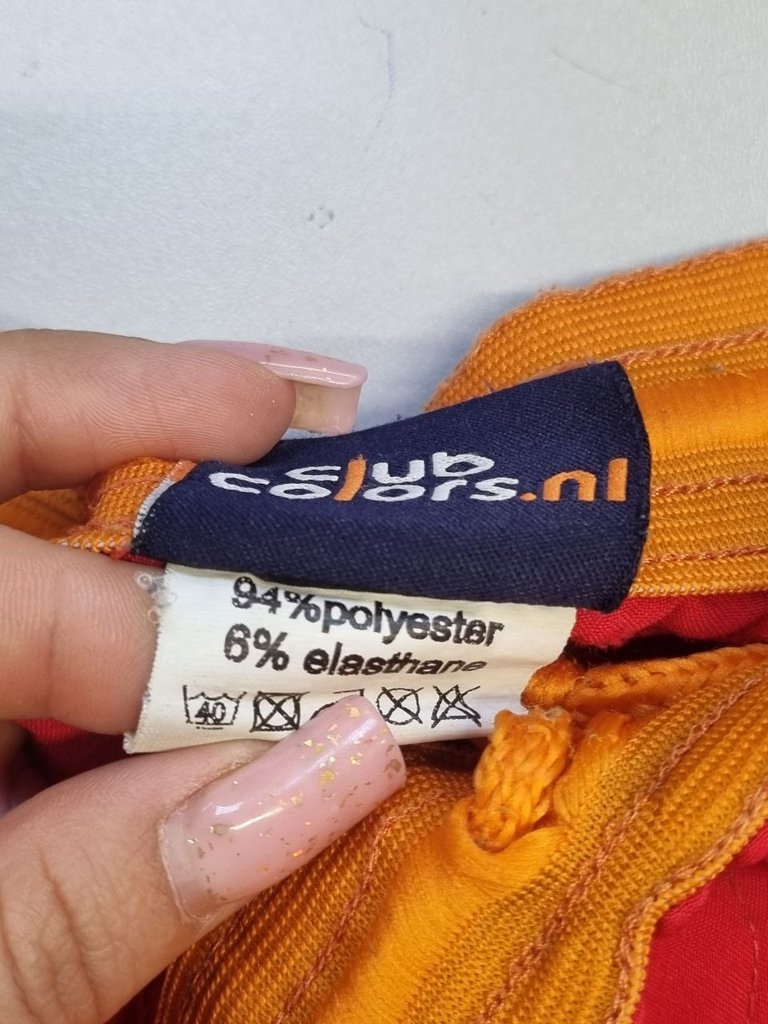 club
colors.nl
94%polyester
6% elasthane
40